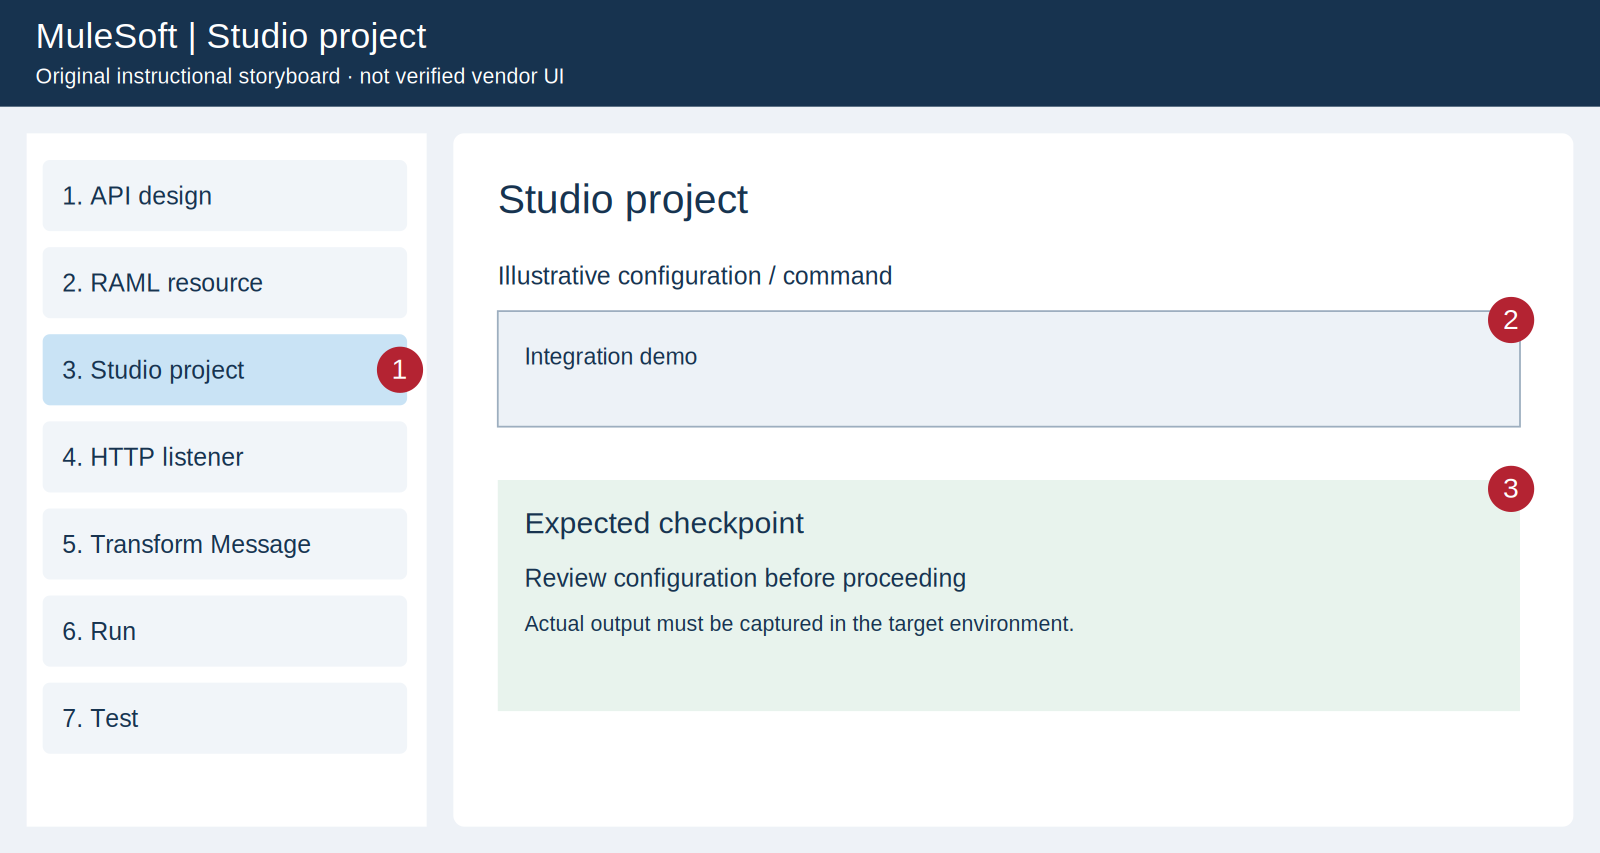 MuleSoft | Studio project
Original instructional storyboard · not verified vendor UI
1. API design
2. RAML resource
3. Studio project
1
4. HTTP listener
5. Transform Message
6. Run
7. Test
Studio project
Illustrative configuration / command
2
Integration demo
3
Expected checkpoint
Review configuration before proceeding
Actual output must be captured in the target environment.